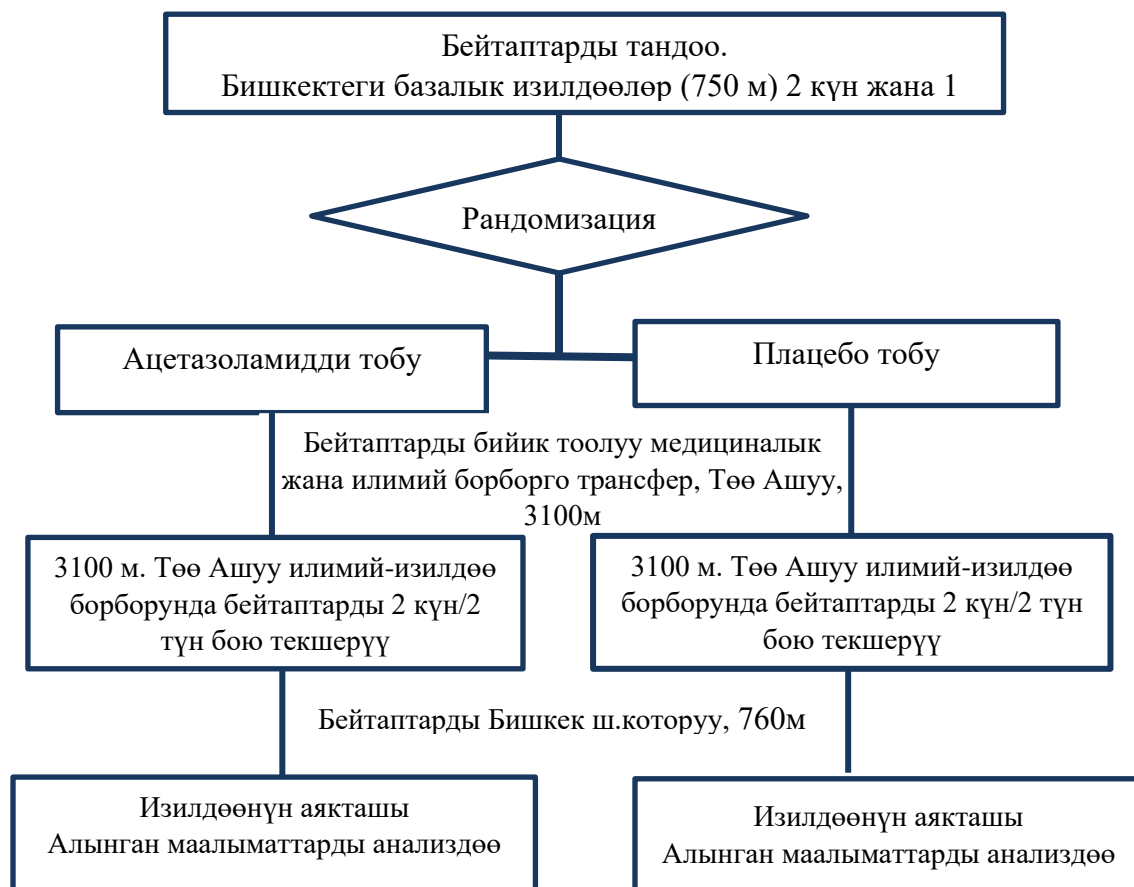 Бейтаптарды тандоо.
Бишкектеги базалык изилдөөлөр (750 м) 2 күн жана 1
Рандомизация
Ацетазоламидди тобу
Плацебо тобу
Бейтаптарды бийик тоолуу медициналык
жана илимий борборго трансфер, Төө Ашуу,
3100м
3100 м. Төө Ашуу илимий-изилдөө
борборунда бейтаптарды 2 күн/2
түн бою текшерүү
3100 м. Төө Ашуу илимий-изилдөө
борборунда бейтаптарды 2 күн/2 түн
бою текшерүү
Бейтаптарды Бишкек ш.которуу, 760м
Изилдөөнүн аякташы
Алынган маалыматтарды анализдөө
Изилдөөнүн аякташы
Алынган маалыматтарды анализдөө